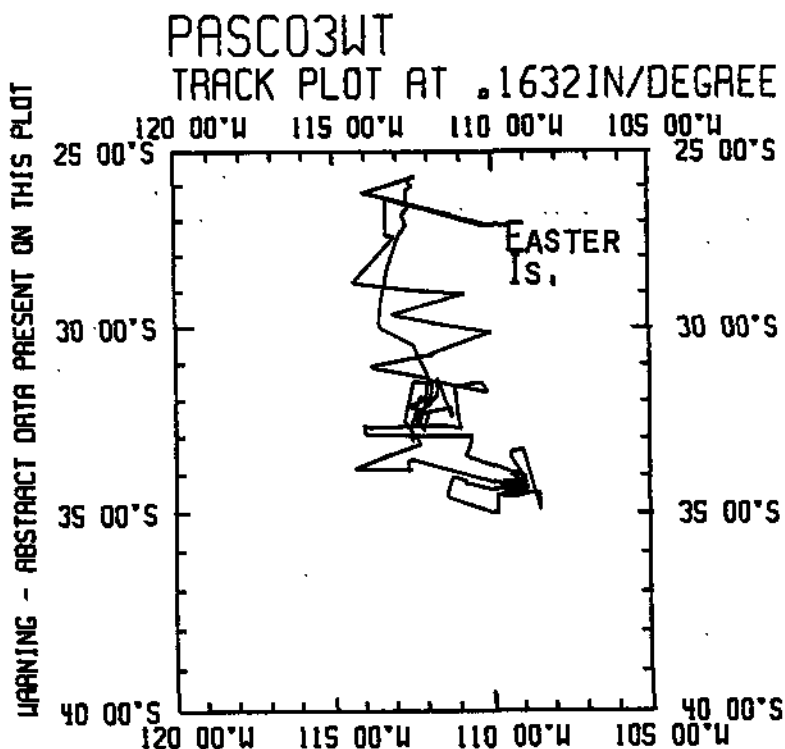 PASC03WT
TRACK PLOT AT .1632IN/DEGREE
120 00'W 115 00'W 110 00'W 105 00'W
25 00'S 25 00'S
EASTER
IS.
30 00'S 30 00'S
35 00'S 35 00'S
40 00'S 40 00'S
120 00'W 115 00'W 110 00'W 105 00'W
WARNING - ABSTRACT DATA PRESENT ON THIS PLOT